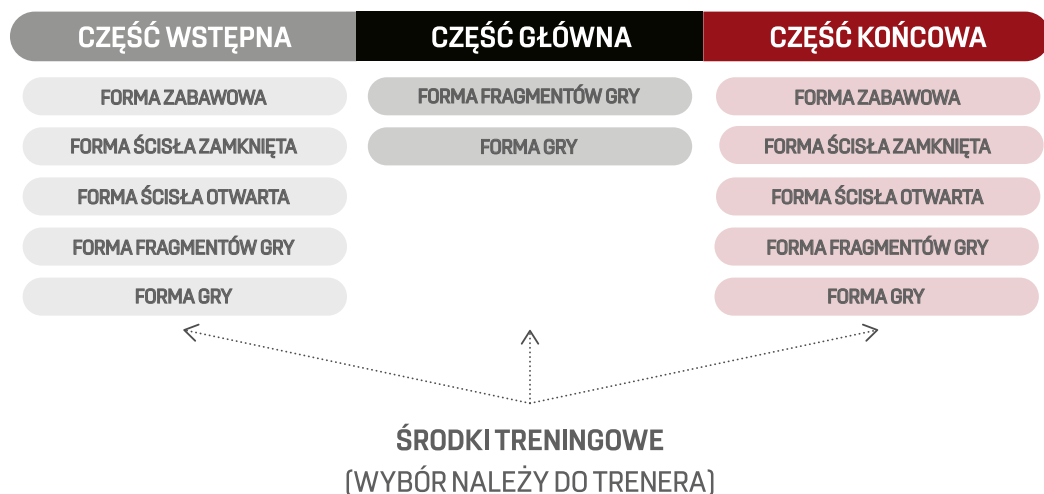 CZĘŚĆ WSTĘPNA
CZĘŚĆ GŁÓWNA
CZĘŚĆ KOŃCOWA
FORMA ZABAWOWA
FORMA ŚCISŁA ZAMKNIĘTA
FORMA ŚCISŁA OTWARTA
FORMA FRAGMENTÓW GRY
FORMA GRY
FORMA FRAGMENTÓW GRY
FORMA GRY
FORMA ZABAWOWA
FORMA ŚCISŁA ZAMKNIĘTA
FORMA ŚCISŁA OTWARTA
FORMA FRAGMENTÓW GRY
FORMA GRY
ŚRODKI TRENINGOWE
(WYBÓR NALEŻY DO TRENERA)